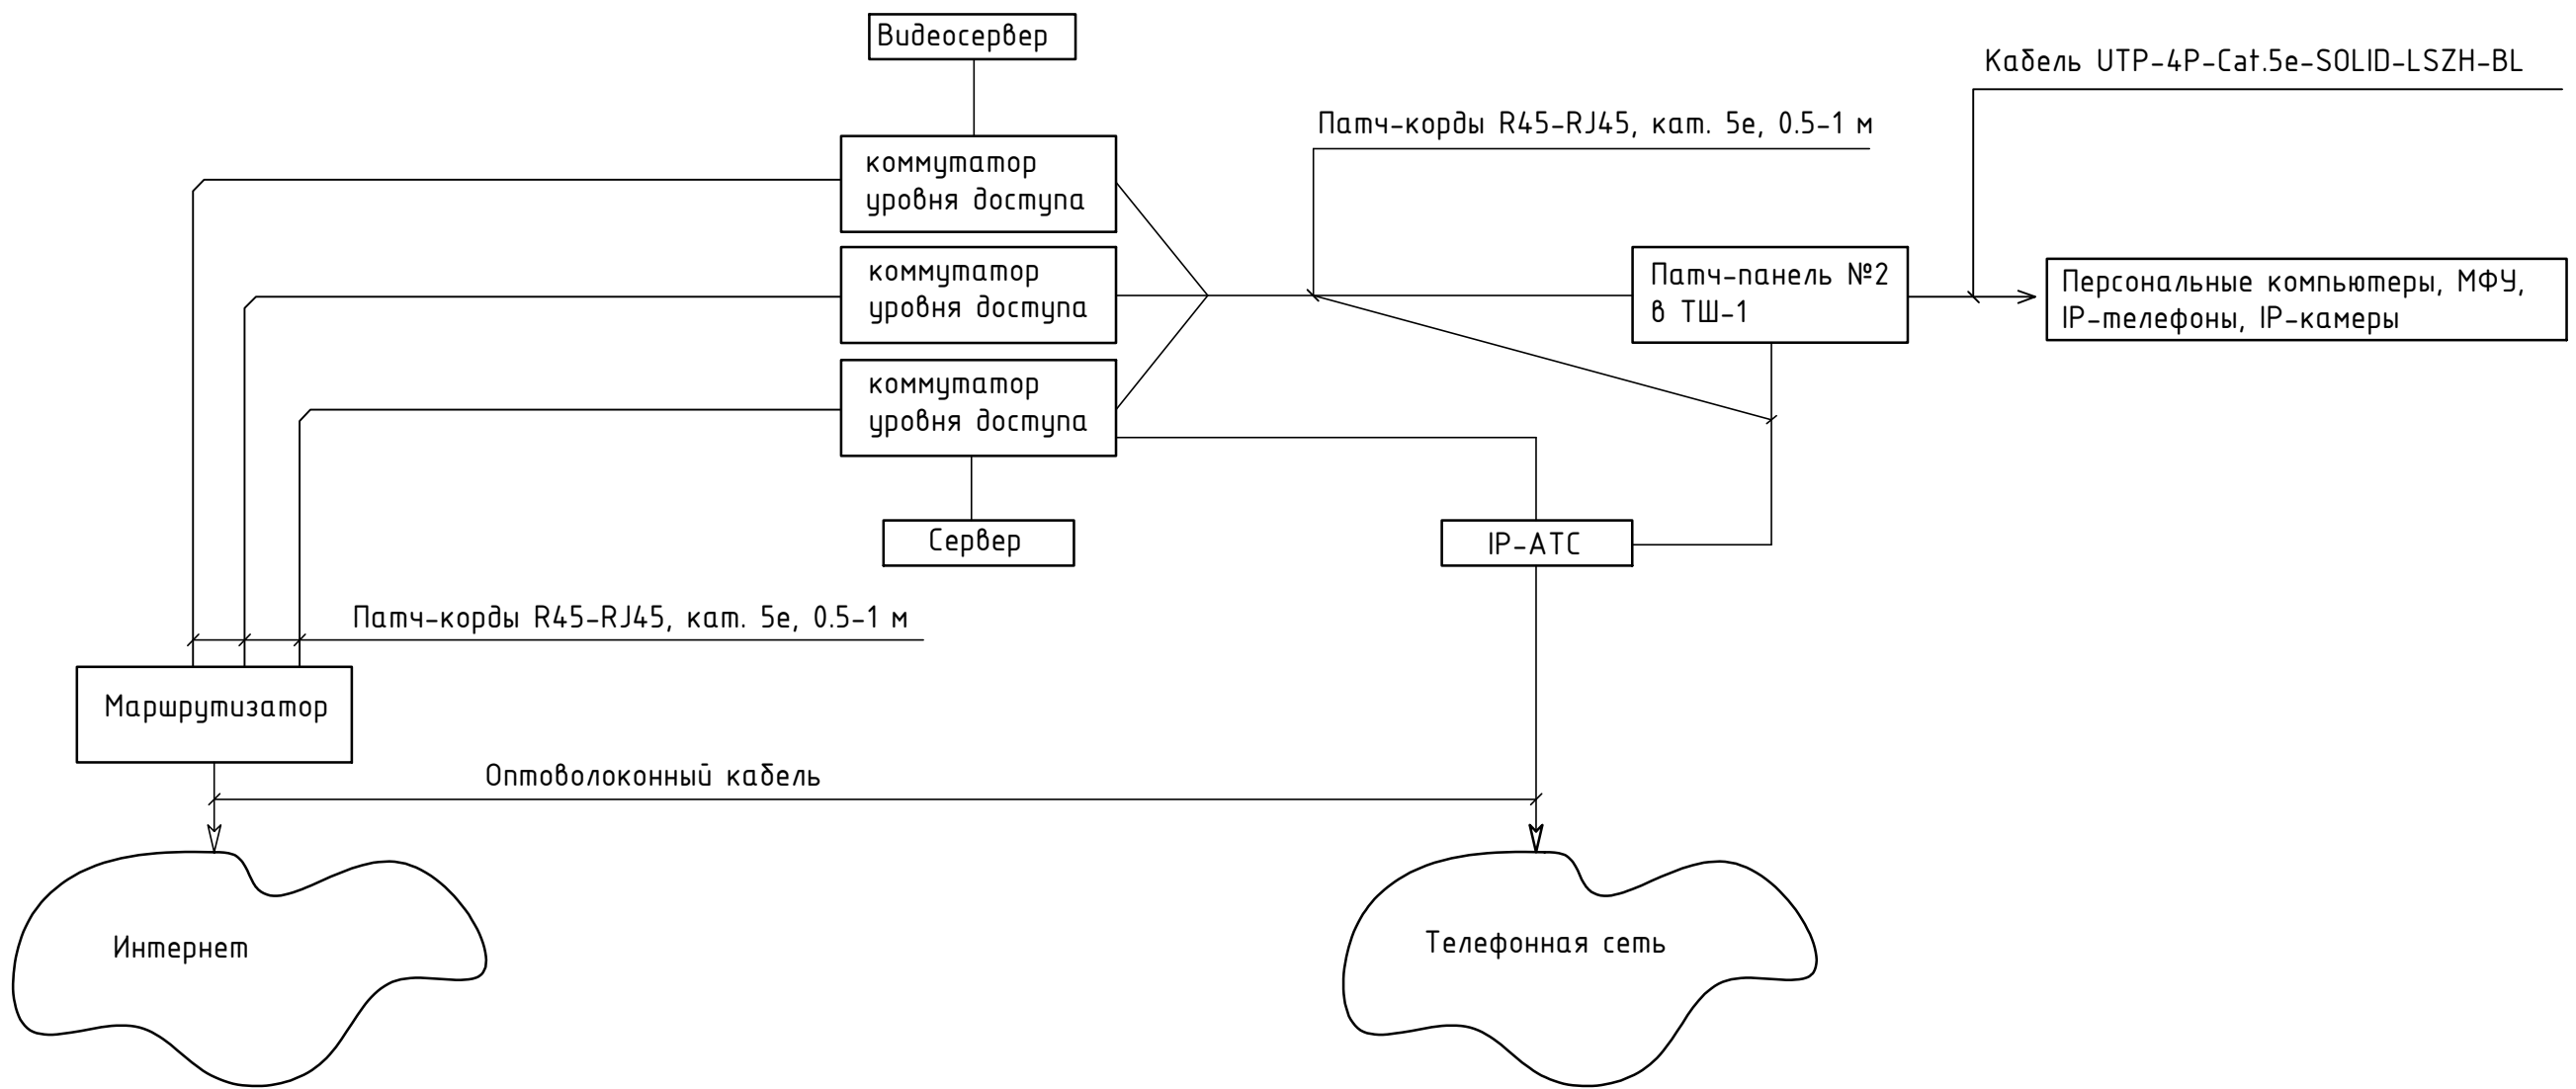 Видеосервер
Кабель UTP-4P-Cat.5e-SOLID-LSZH-BL
Патч-корды R45-RJ45, кат. 5е, 0.5-1 м
коммутатор
уровня доступа
коммутатор
уровня доступа
Патч-панель №2
в ТШ-1
Персональные компьютеры, МФУ,
IP-телефоны, IP-камеры
коммутатор
уровня доступа
Сервер
IP-АТС
Патч-корды R45-RJ45, кат. 5е, 0.5-1 м
Маршрутизатор
Оптоволоконный кабель
Интернет
Телефонная сеть